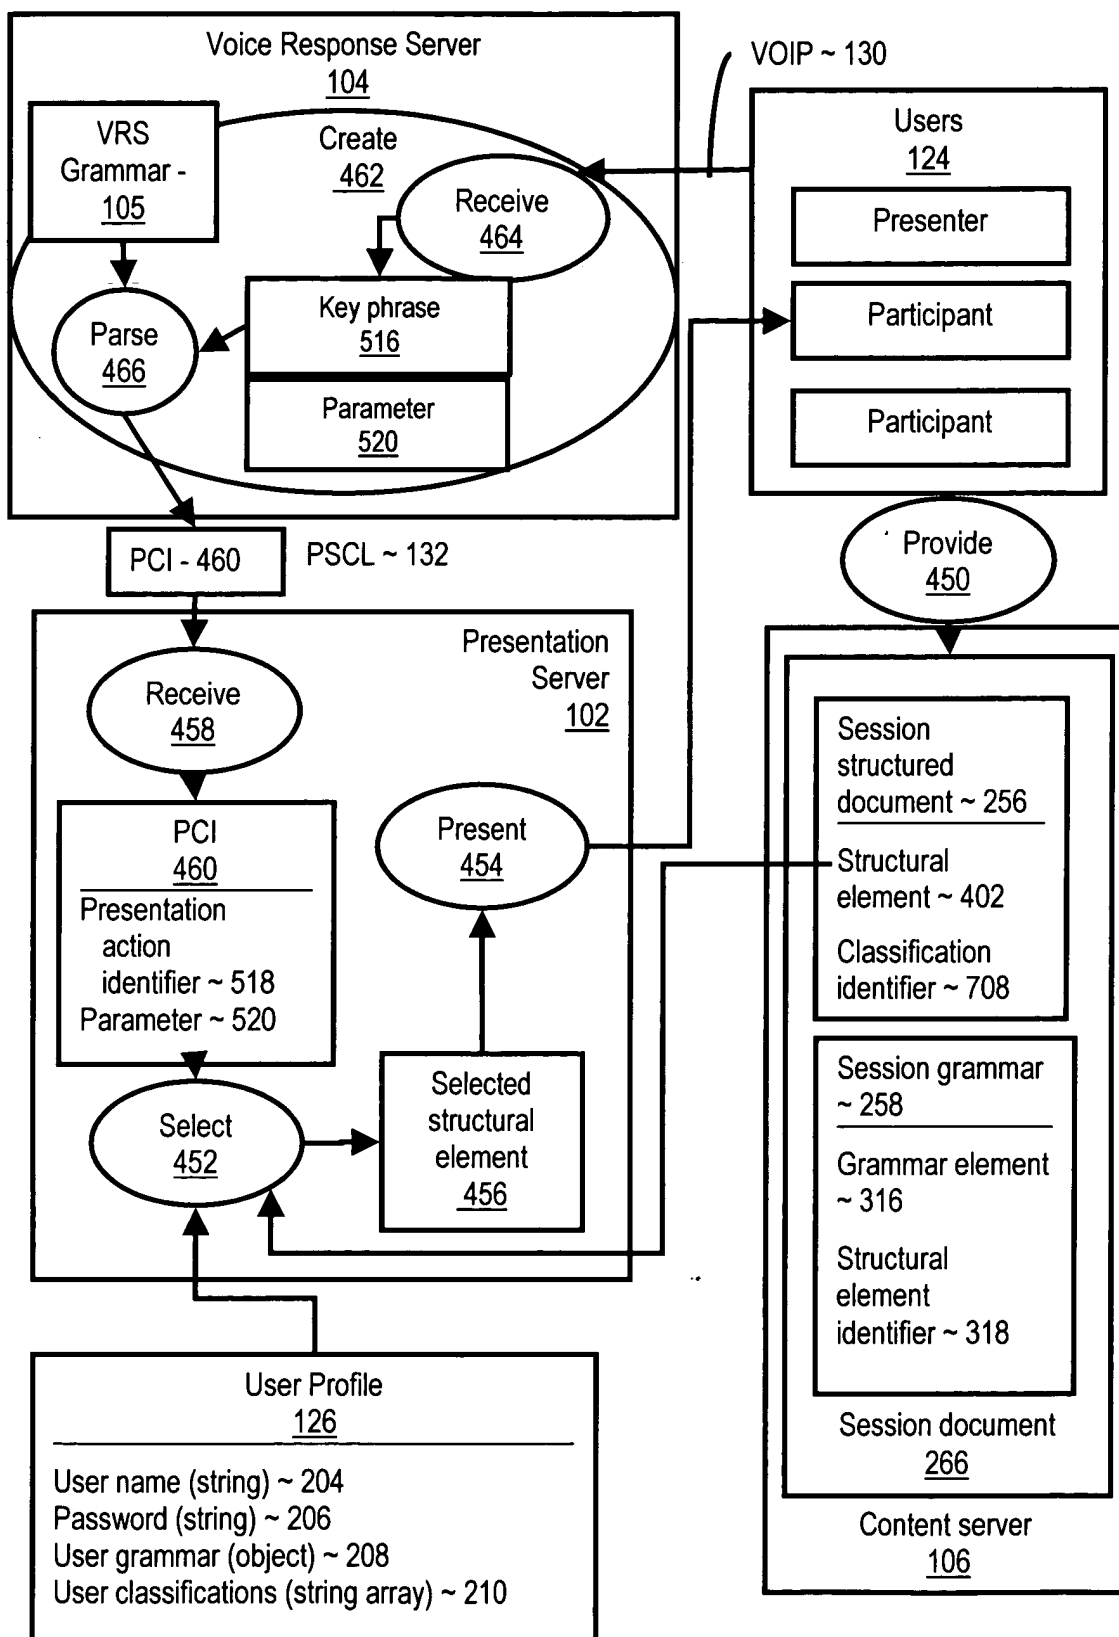 Voice Response Server
104
VRS
Grammar -
105
Create
462
Receive
464
Key phrase
516
Parameter
520
Parse
466
VOIP ~ 130
Users
124
Presenter
Participant
Participant
PCI - 460
PSCL ~ 132
Provide
450
Presentation
Server
102
Receive
458
PCI
460
Presentation
action
identifier ~ 518
Parameter ~ 520
Present
454
Select
452
Selected
structural
element
456
Session
structured
document ~ 256
Structural
element ~ 402
Classification
identifier ~ 708
Session grammar
~ 258
Grammar element
~ 316
Structural
element
identifier ~ 318
Session document
266
Content server
106
User Profile
126
User name (string) ~ 204
Password (string) ~ 206
User grammar (object) ~ 208
User classifications (string array) ~ 210